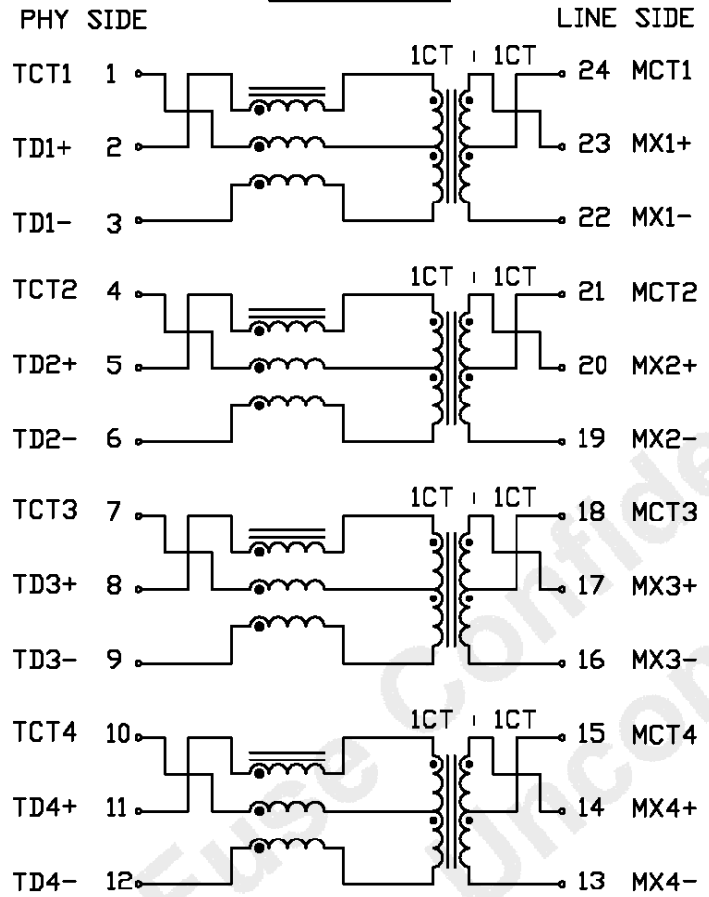 PHY SIDE LINE SIDE
1CT 1CT
TCT1 1 24 MCT1
TD1+ 2 23 MX1+
TD1- 3 22 MX1-
1CT 1CT
TCT2 4 21 MCT2
TD2+ 5 20 MX2+
TD2- 6 19 MX2-
1CT 1CT
TCT3 7 18 MCT3
TD3+ 8 17 MX3+
TD3- 9 16 MX3-
1CT 1CT
TCT4 10 15 MCT4
TD4+ 11 14 MX4+
TD4- 12 13 MX4-